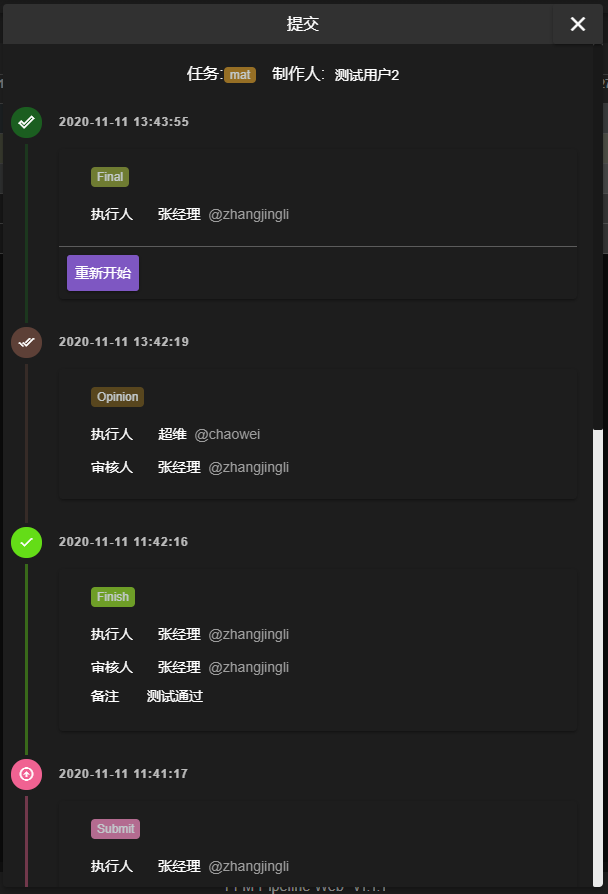 提交
任务: mat 制作人: 测试用户2
2020-11-11 13:43:55
Final
执行人 张经理 @zhangjingli
重新开始
2020-11-11 13:42:19
Opinion
执行人 超维 @chaowei
审核人 张经理 @zhangjingli
2020-11-11 11:42:16
Finish
执行人 张经理 @zhangjingli
审核人 张经理 @zhangjingli
备注 测试通过
2020-11-11 11:41:17
Submit
执行人 张经理 @zhangjingli